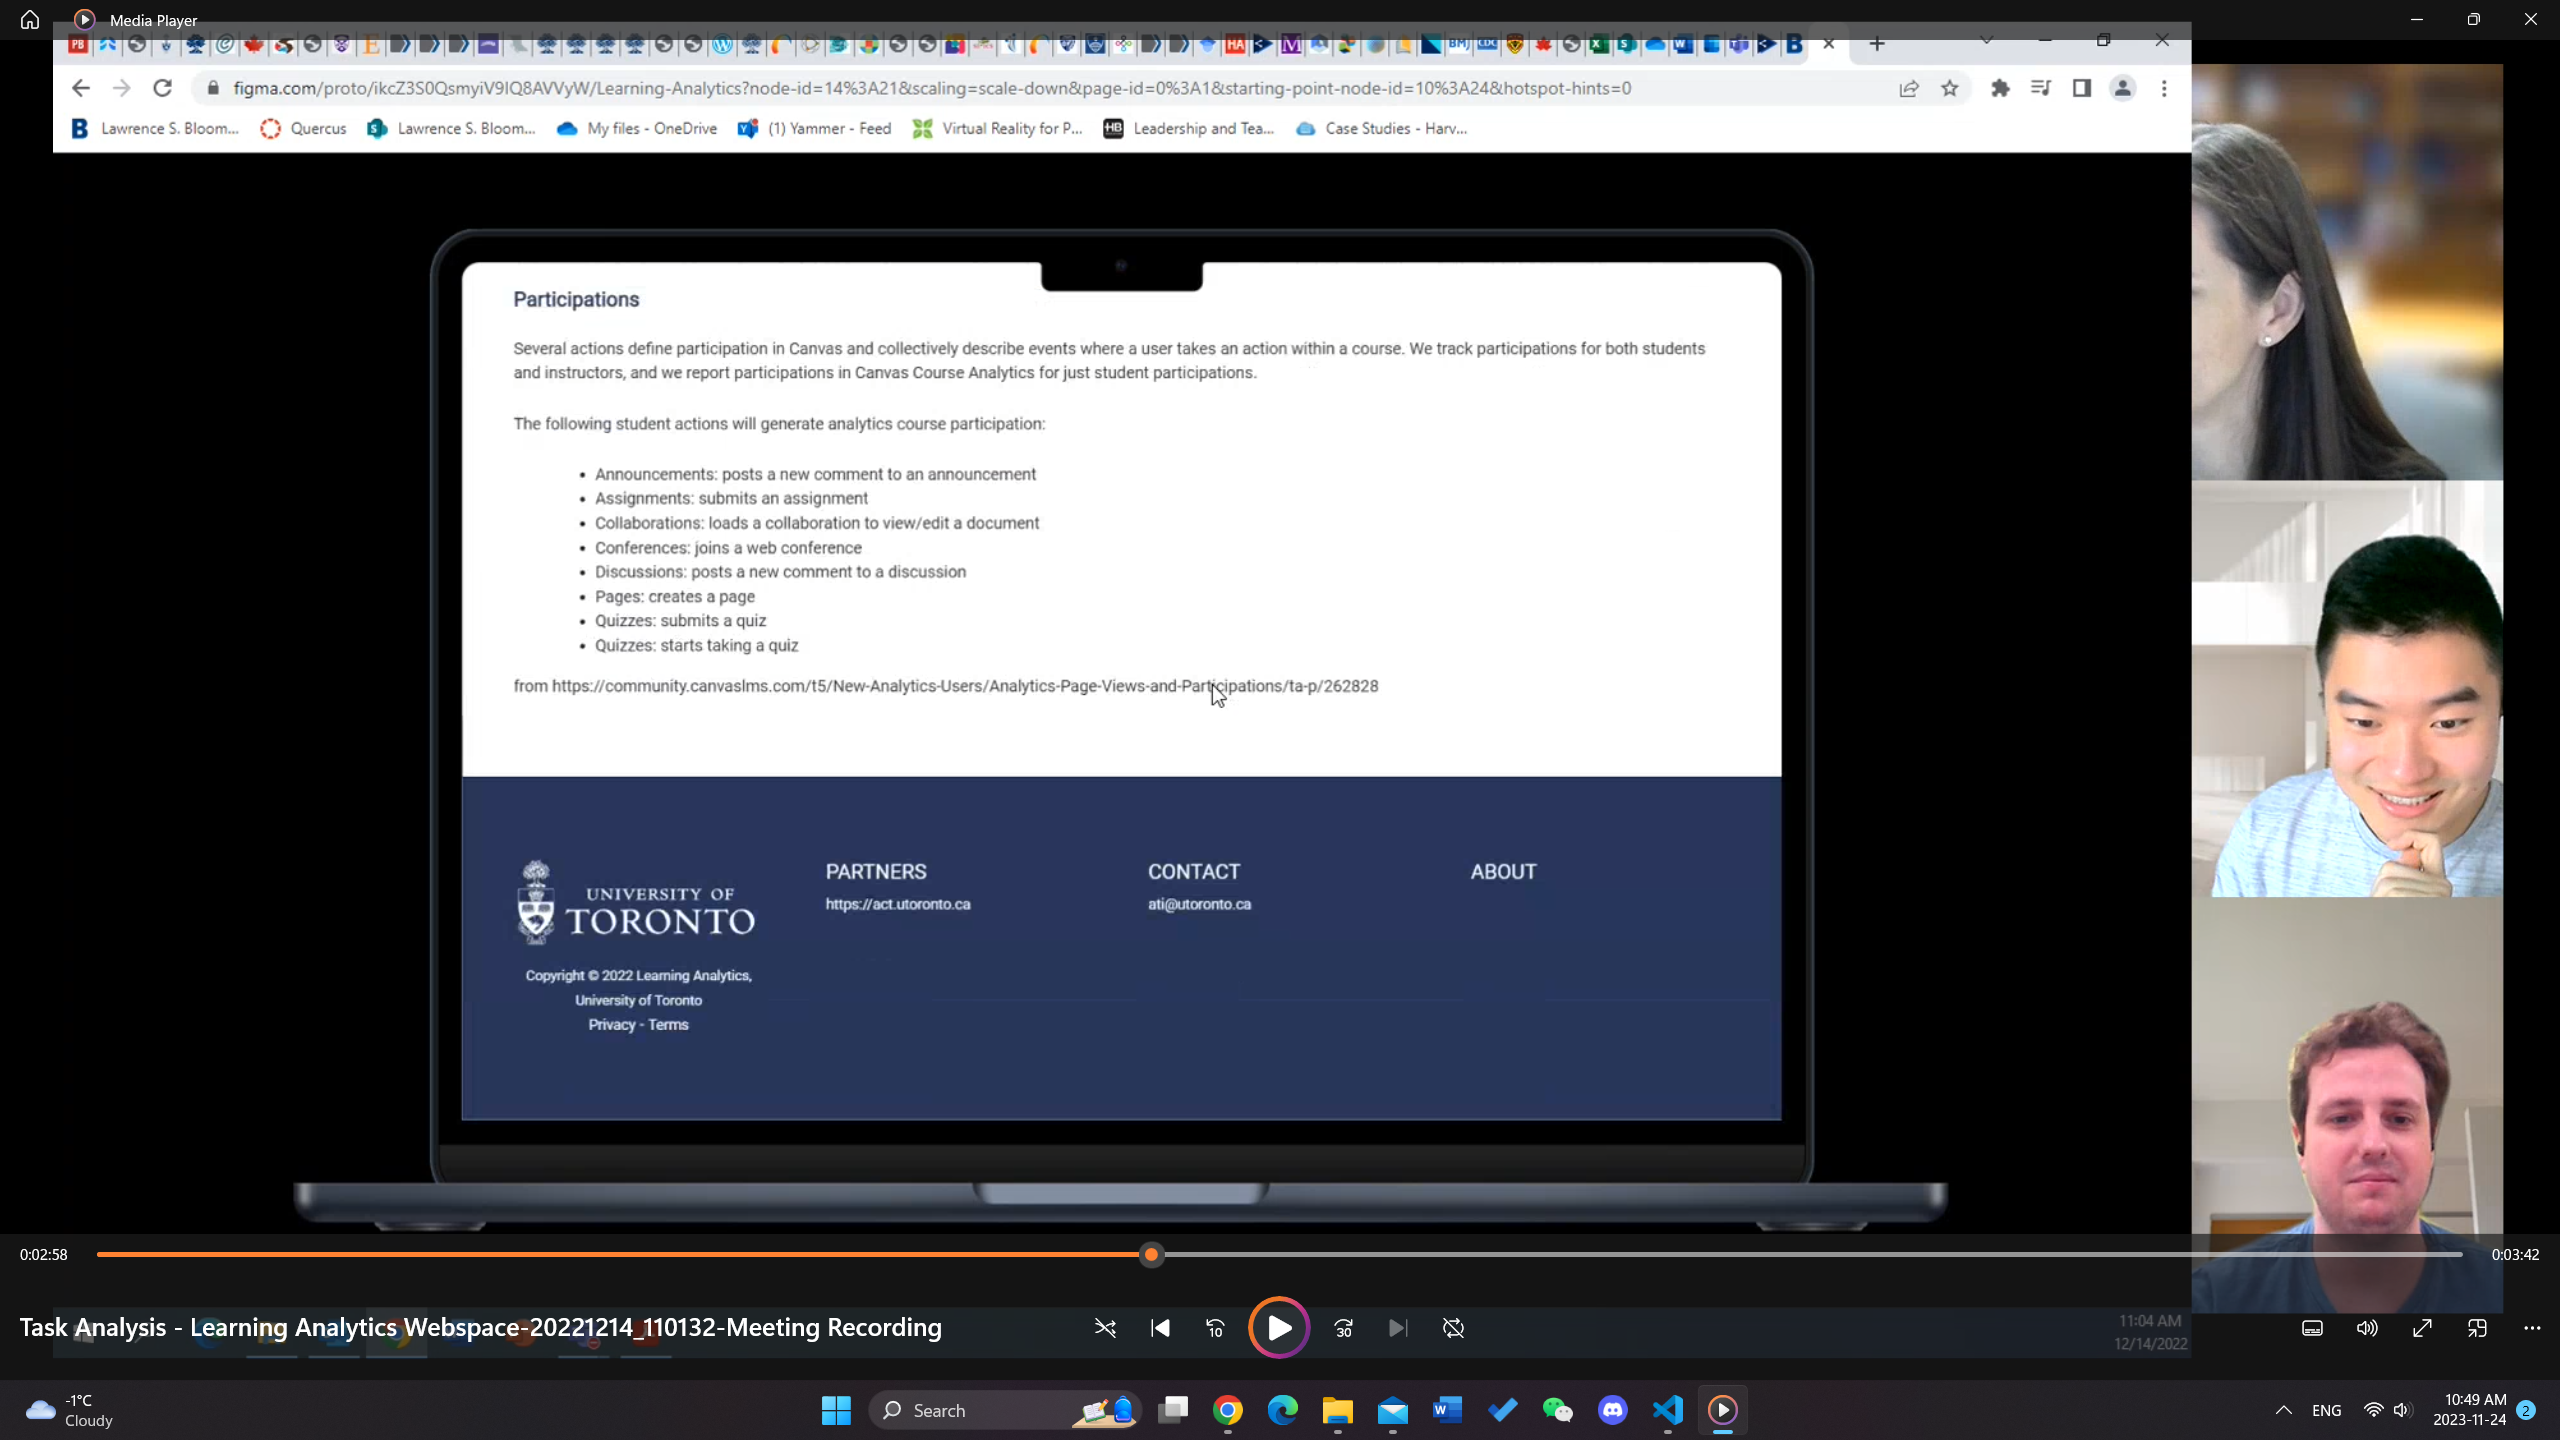 Media Player
figma.com/proto/ikcZ3S0QsmyiV9IQ8AVVyW/Learning-Analytics?node-id=14%3A21&scaling=scale-down&page-id=0%3A1&starting-point-node-id=10%3A24&hotspot-hints=0
Lawrence S. Bloom... Quercus Lawrence S. Bloom... My files - OneDrive (1) Yammer - Feed Virtual Reality for P... Leadership and Tea... Case Studies - Harv...
Participations
Several actions define participation in Canvas and collectively describe events where a user takes an action within a course. We track participations for both students
and instructors, and we report participations in Canvas Course Analytics for just student participations.
The following student actions will generate analytics course participation:
• Announcements: posts a new comment to an announcement
• Assignments: submits an assignment
• Collaborations: loads a collaboration to view/edit a document
• Conferences: joins a web conference
• Discussions: posts a new comment to a discussion
• Pages: creates a page
• Quizzes: submits a quiz
• Quizzes: starts taking a quiz
from https://community.canvaslms.com/t5/New-Analytics-Users/Analytics-Page-Views-and-Participations/ta-p/262828
UNIVERSITY OF
TORONTO
Copyright © 2022 Learning Analytics,
University of Toronto
Privacy - Terms
PARTNERS
https://act.utoronto.ca
CONTACT
ati@utoronto.ca
ABOUT
0:02:58 0:03:42
Task Analysis - Learning Analytics Webspace-20221214_110132-Meeting Recording
10 30
11:04 AM
12/14/2022
-1°C
Cloudy
Search
ENG
10:49 AM
2023-11-24
2